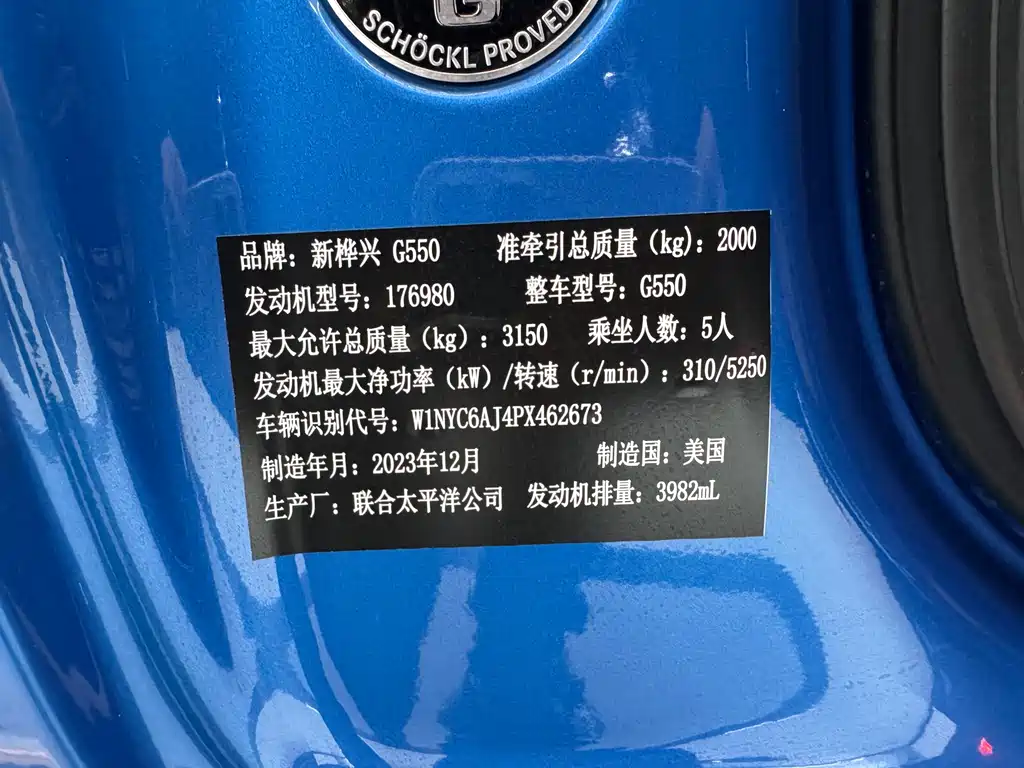 G
SCHÖCKL PROVED
品牌：新桦兴 G550 准牵引总质量（kg)：2000
发动机型号：176980 整车型号：G550
最大允许总质量（kg）：3150 乘坐人数：5人
发动机最大净功率（kW）/转速（r/min）：310/5250
车辆识别代号：W1NYC6AJ4PX462673
制造年月：2023年12月 制造国：美国
生产厂：联合太平洋公司 发动机排量：3982mL